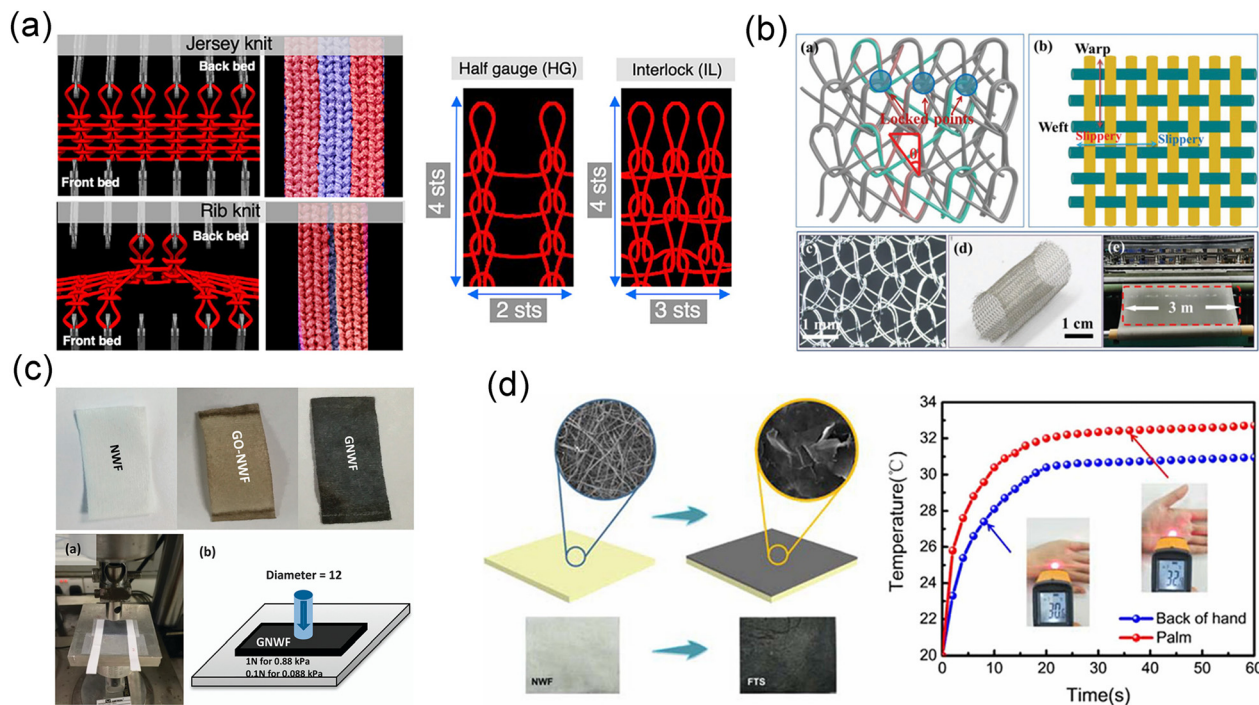 (a)
Jersey knit
Back bed
Front bed
Rib knit
Back bed
Front bed
Half gauge (HG)
4 sts
2 sts
Interlock (IL)
4 sts
3 sts
(b)
(a)
Locked points
θ
(b)
Warp
Weft
Slippery
Slippery
(c)
1 mm
(d)
1 cm
(e)
3 m
(c)
NWF
GO-NWF
GNWF
(a)
(b)
Diameter = 12
GNWF
1N for 0.88 kPa
0.1N for 0.088 kPa
(d)
NWF
FTS
Temperature(℃)
34
32
30
28
26
24
22
20
0
10
20
30
40
50
60
Time(s)
30.6
32
Back of hand
Palm